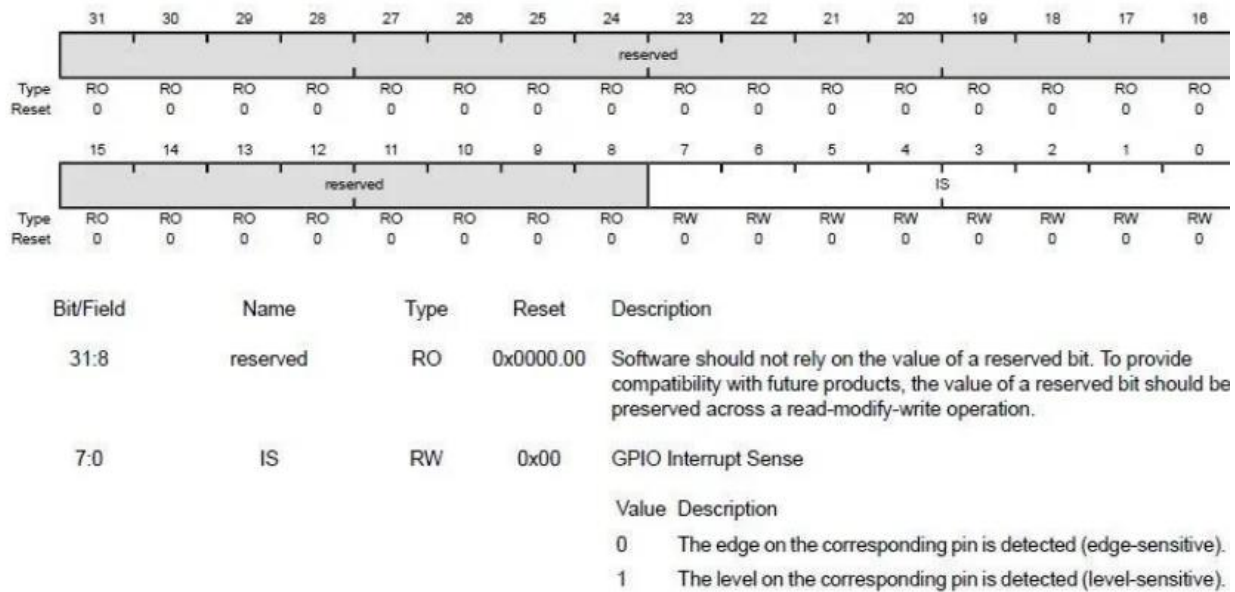 31 30 29 28 27 26 25 24 23 22 21 20 19 18 17 16
reserved
Type RO RO RO RO RO RO RO RO RO RO RO RO RO RO RO RO
Reset 0 0 0 0 0 0 0 0 0 0 0 0 0 0 0 0
15 14 13 12 11 10 9 8 7 6 5 4 3 2 1 0
reserved IS
Type RO RO RO RO RO RO RO RO RW RW RW RW RW RW RW RW
Reset 0 0 0 0 0 0 0 0 0 0 0 0 0 0 0 0
Bit/Field Name Type Reset Description
31:8 reserved RO 0x0000.00 Software should not rely on the value of a reserved bit. To provide
compatibility with future products, the value of a reserved bit should be
preserved across a read-modify-write operation.
7:0 IS RW 0x00 GPIO Interrupt Sense
Value Description
0 The edge on the corresponding pin is detected (edge-sensitive).
1 The level on the corresponding pin is detected (level-sensitive).